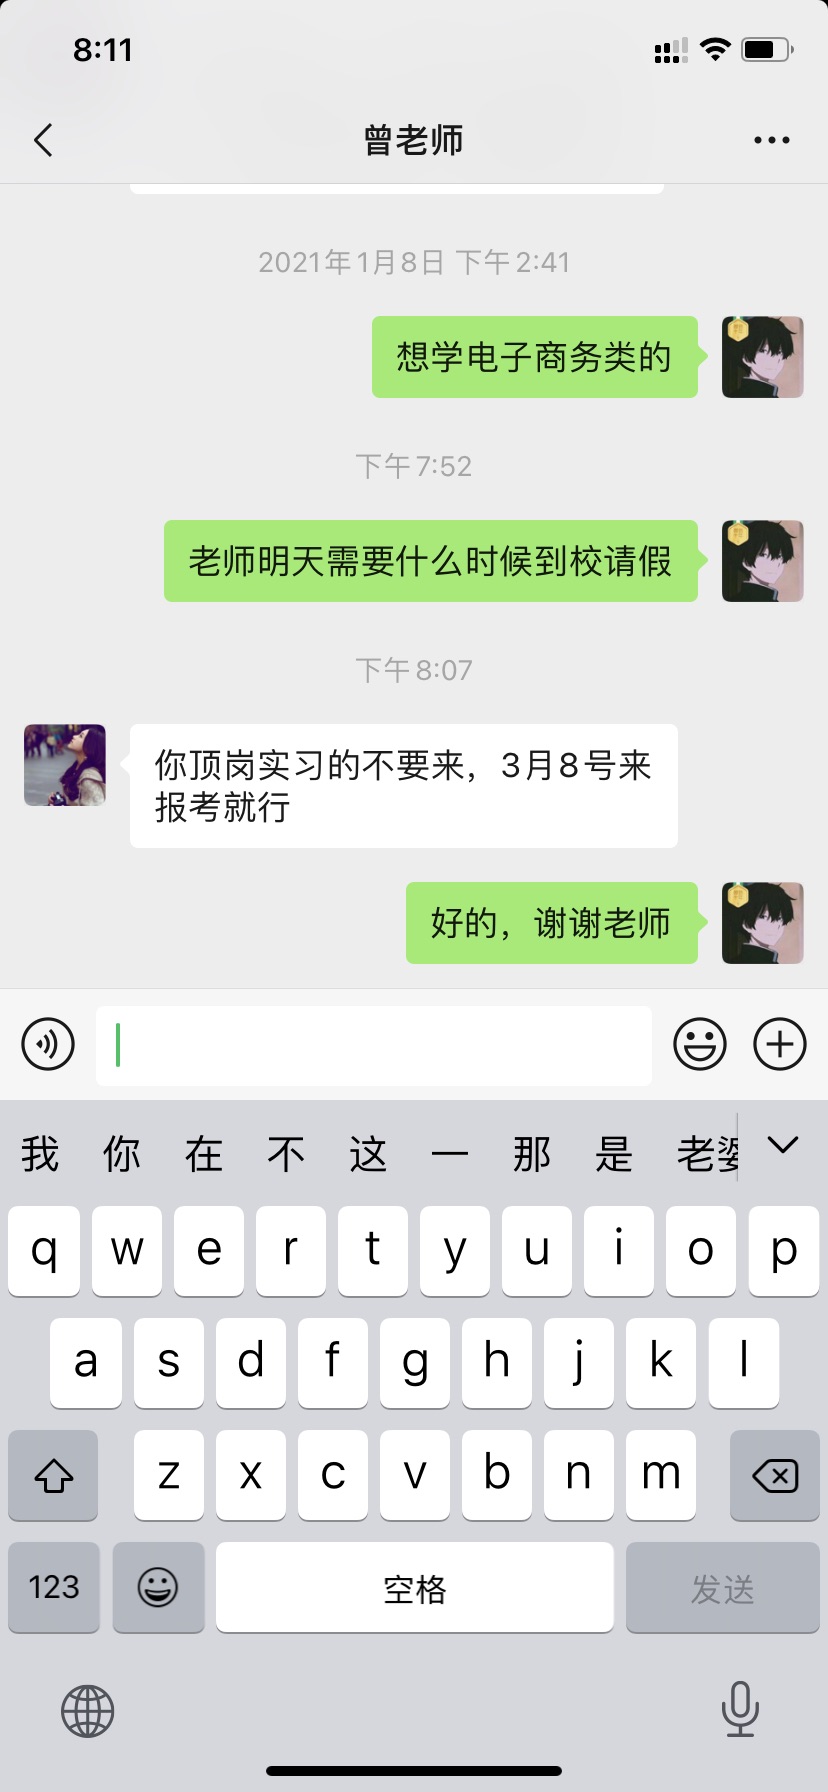 8:11
曾老师
2021年1月8日 下午2:41
想学电子商务类的
下午7:52
老师明天需要什么时候到校请假
下午8:07
你顶岗实习的不要来，3月8号来
报考就行
好的，谢谢老师
我 你 在 不 这 一 那 是 老婆
q w e r t y u i o p
a s d f g h j k l
z x c v b n m
123 空格 发送